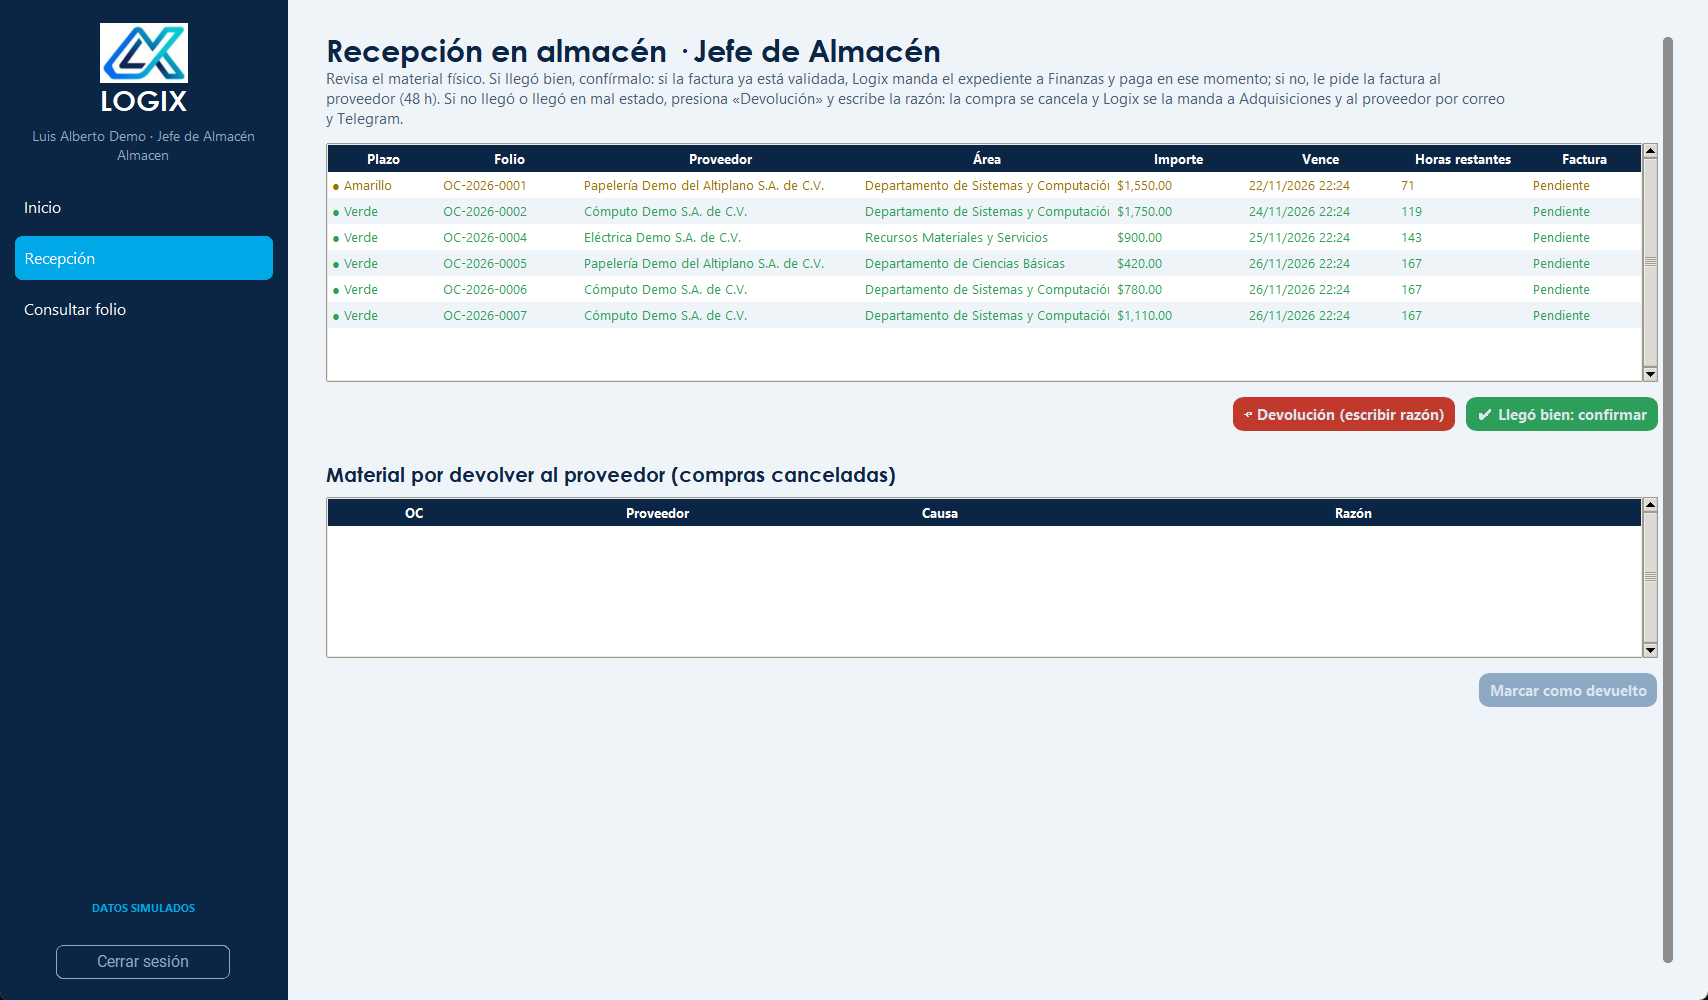 LOGIX
Luis Alberto Demo · Jefe de Almacén
Almacen
Inicio
Recepción
Consultar folio
DATOS SIMULADOS
Cerrar sesión
Recepción en almacén · Jefe de Almacén
Revisa el material físico. Si llegó bien, confírmalo: si la factura ya está validada, Logix manda el expediente a Finanzas y paga en ese momento; si no, le pide la factura al
proveedor (48 h). Si no llegó o llegó en mal estado, presiona «Devolución» y escribe la razón: la compra se cancela y Logix se la manda a Adquisiciones y al proveedor por correo
y Telegram.
Plazo Folio Proveedor Área Importe Vence Horas restantes Factura
● Amarillo OC-2026-0001 Papelería Demo del Altiplano S.A. de C.V. Departamento de Sistemas y Computación $1,550.00 22/11/2026 22:24 71 Pendiente
● Verde OC-2026-0002 Cómputo Demo S.A. de C.V. Departamento de Sistemas y Computación $1,750.00 24/11/2026 22:24 119 Pendiente
● Verde OC-2026-0004 Eléctrica Demo S.A. de C.V. Recursos Materiales y Servicios $900.00 25/11/2026 22:24 143 Pendiente
● Verde OC-2026-0005 Papelería Demo del Altiplano S.A. de C.V. Departamento de Ciencias Básicas $420.00 26/11/2026 22:24 167 Pendiente
● Verde OC-2026-0006 Cómputo Demo S.A. de C.V. Departamento de Sistemas y Computación $780.00 26/11/2026 22:24 167 Pendiente
● Verde OC-2026-0007 Cómputo Demo S.A. de C.V. Departamento de Sistemas y Computación $1,110.00 26/11/2026 22:24 167 Pendiente
Devolución (escribir razón)
✔ Llegó bien: confirmar
Material por devolver al proveedor (compras canceladas)
OC Proveedor Causa Razón
Marcar como devuelto